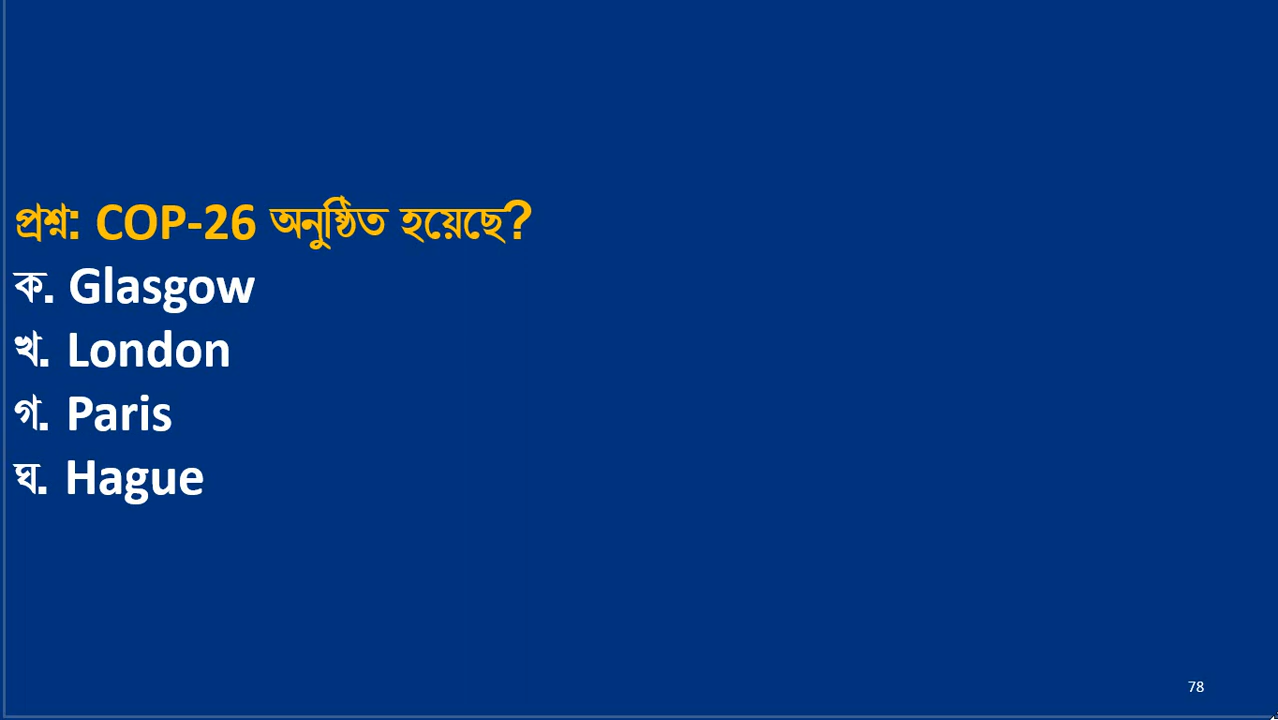 প্রশ্ন: COP-26 অনুষ্ঠিত হয়েছে?
ক. Glasgow
খ. London
গ. Paris
ঘ. Hague
78